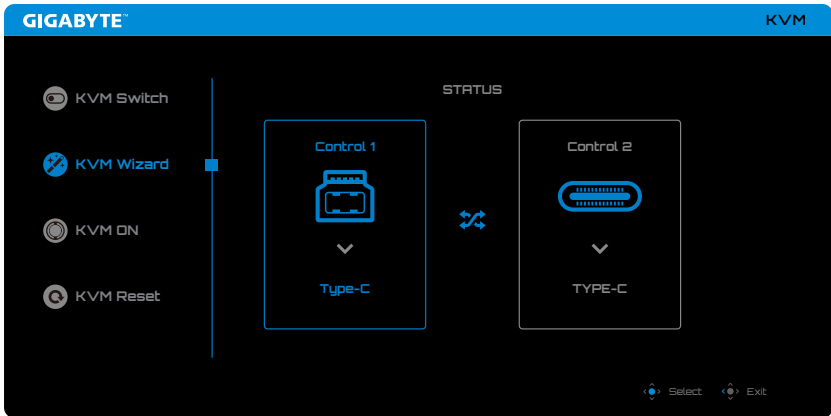 GIGABYTE™
KVM
KVM Switch
KVM Wizard
KVM ON
KVM Reset
STATUS
Control 1
Type-C
Control 2
TYPE-C
Select
Exit